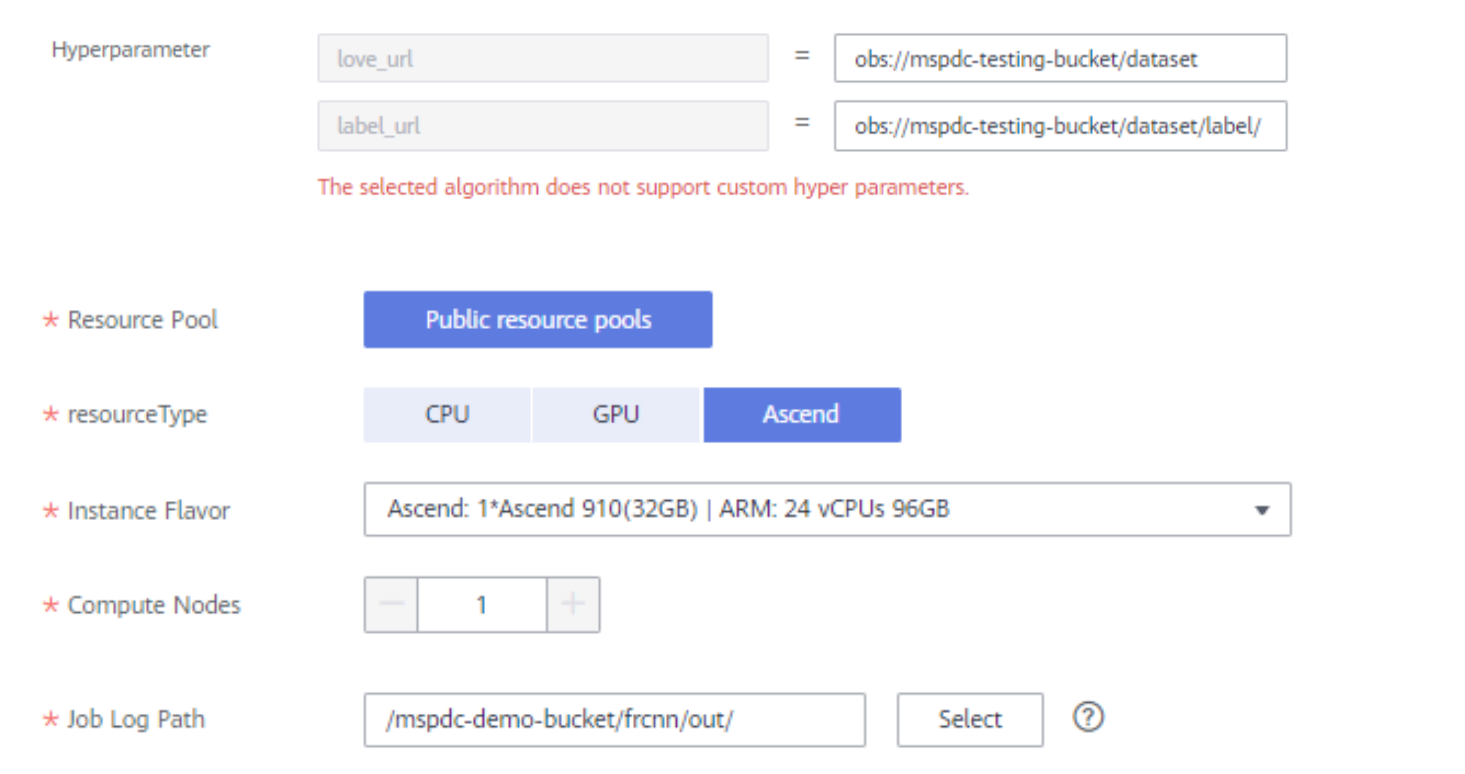 Hyperparameter love_url = obs://mspdc-testing-bucket/dataset
label_url = obs://mspdc-testing-bucket/dataset/label/
The selected algorithm does not support custom hyper parameters.
* Resource Pool Public resource pools
* resourceType CPU GPU Ascend
* Instance Flavor Ascend: 1*Ascend 910(32GB) | ARM: 24 vCPUs 96GB
* Compute Nodes — 1 +
* Job Log Path /mspdc-demo-bucket/frcnn/out/ Select ?